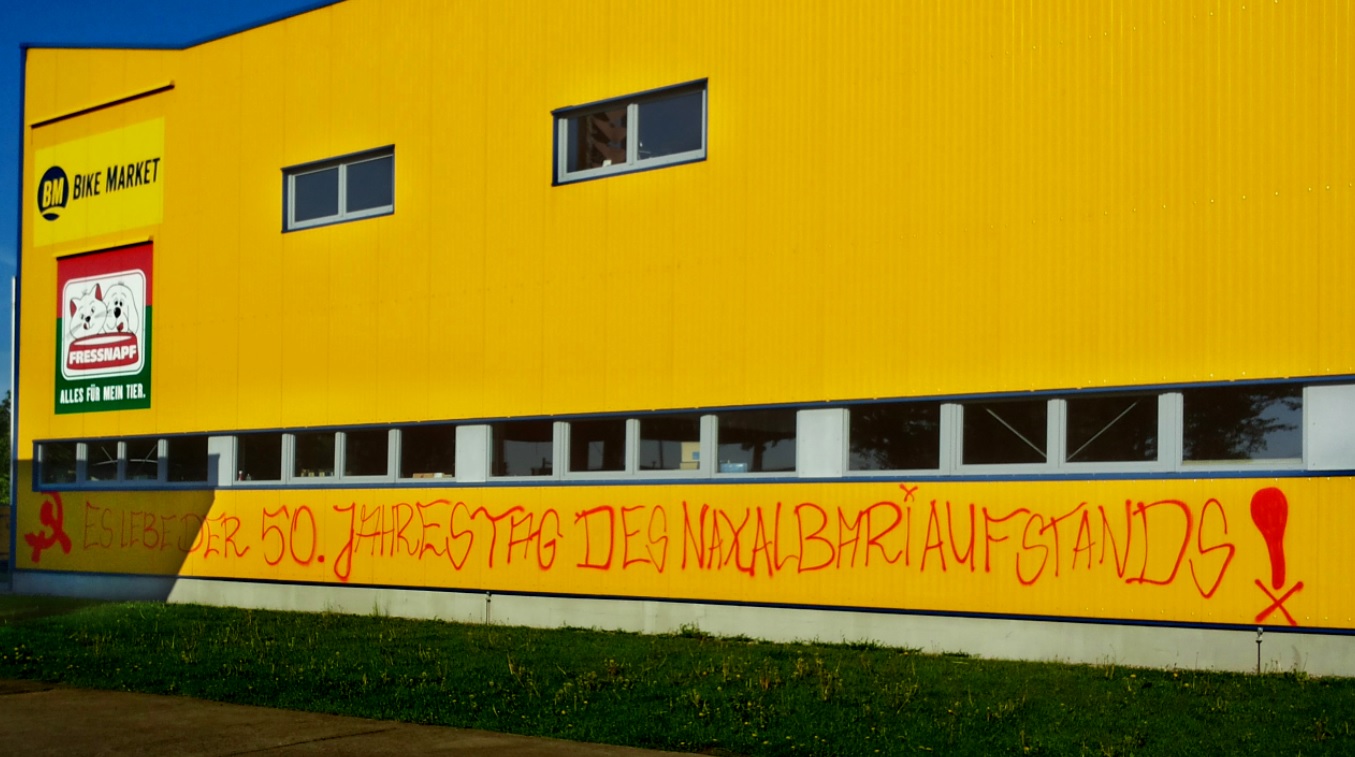 BM BIKE MARKET
FRESSNAPF
ALLES FÜR MEIN TIER.
ES LEBE DER 50. JAHRESTAG DES NAXALBARI AUFSTANDS!